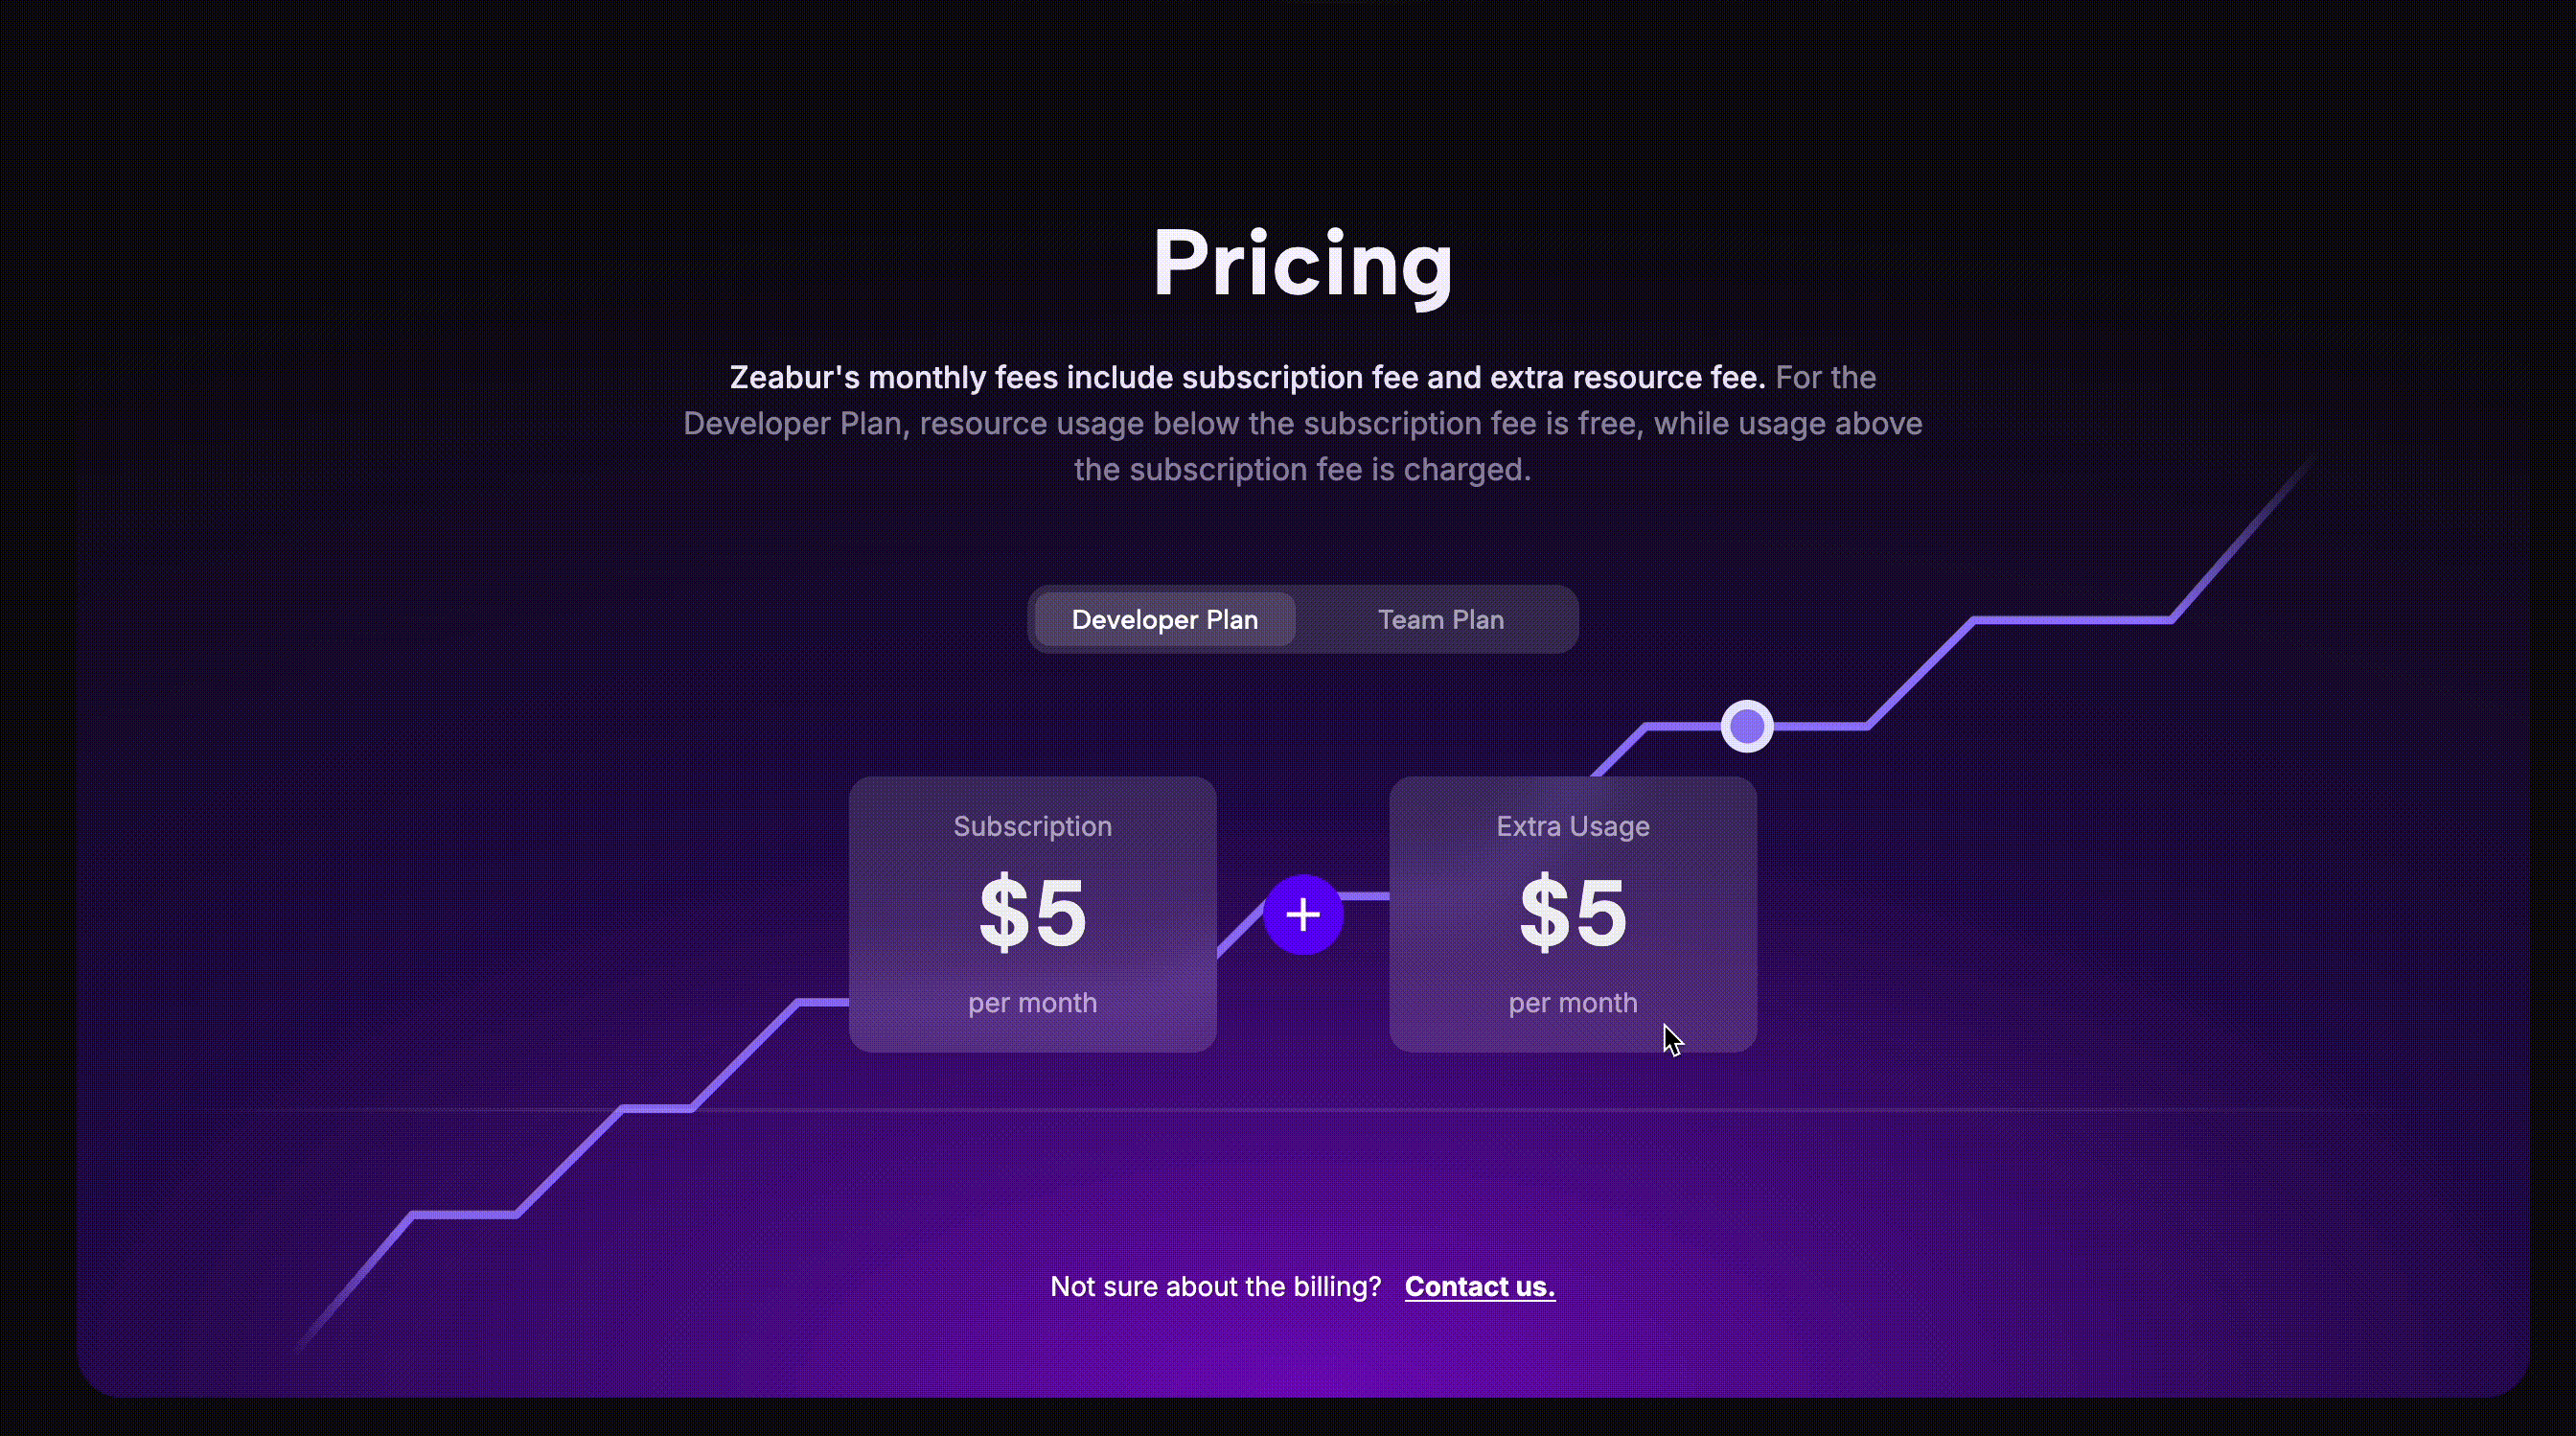 Pricing
Zeabur's monthly fees include subscription fee and extra resource fee. For the
Developer Plan, resource usage below the subscription fee is free, while usage above
the subscription fee is charged.
Developer Plan
Team Plan
Subscription
$5
per month
+
Extra Usage
$5
per month
Not sure about the billing? Contact us.